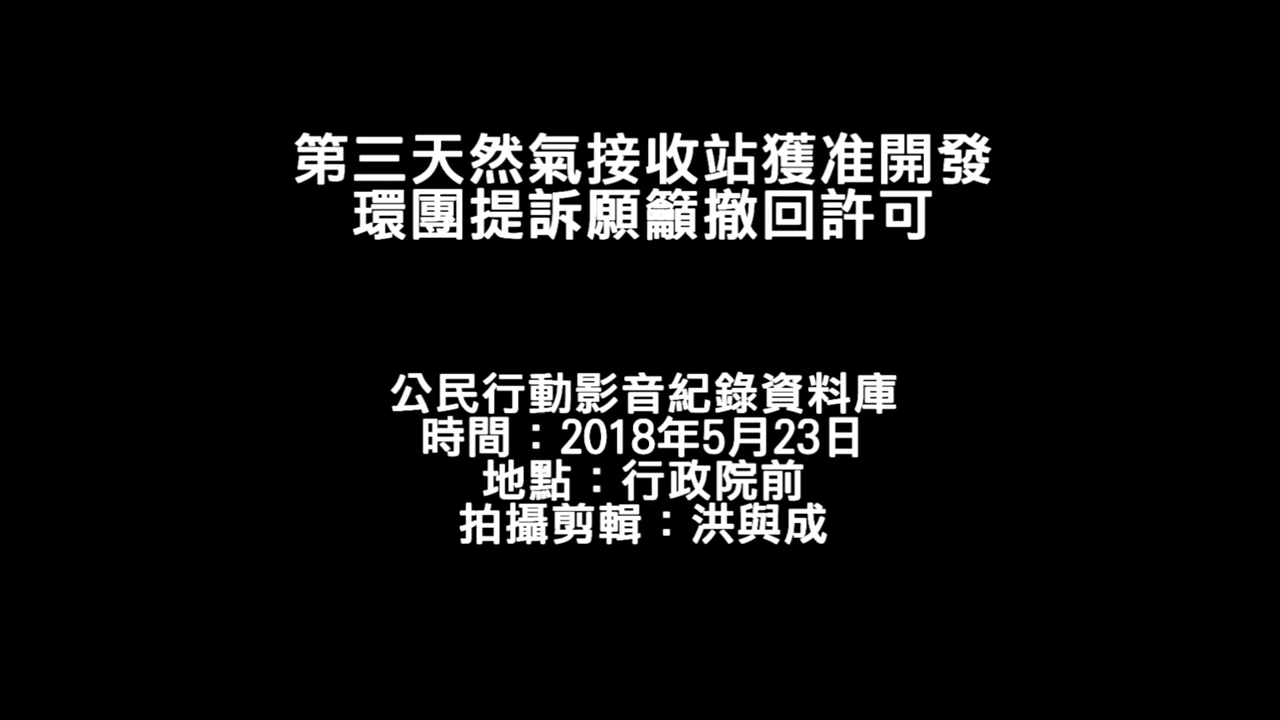 第三天然氣接收站獲准開發
環團提訴願籲撤回許可
公民行動影音紀錄資料庫
時間：2018年5月23日
地點：行政院前
拍攝剪輯：洪與成